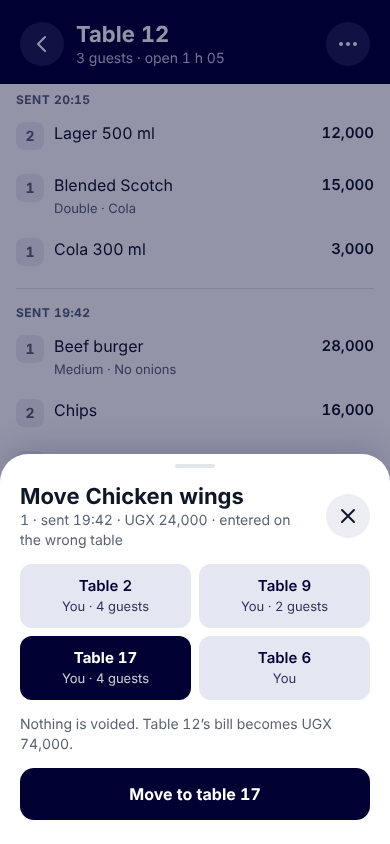 Table 12
3 guests · open 1 h 05
SENT 20:15
2 Lager 500 ml 12,000
1 Blended Scotch 15,000
Double · Cola
1 Cola 300 ml 3,000
SENT 19:42
1 Beef burger 28,000
Medium · No onions
2 Chips 16,000
Move Chicken wings
1 · sent 19:42 · UGX 24,000 · entered on
the wrong table
Table 2
You · 4 guests
Table 9
You · 2 guests
Table 17
You · 4 guests
Table 6
You
Nothing is voided. Table 12’s bill becomes UGX
74,000.
Move to table 17